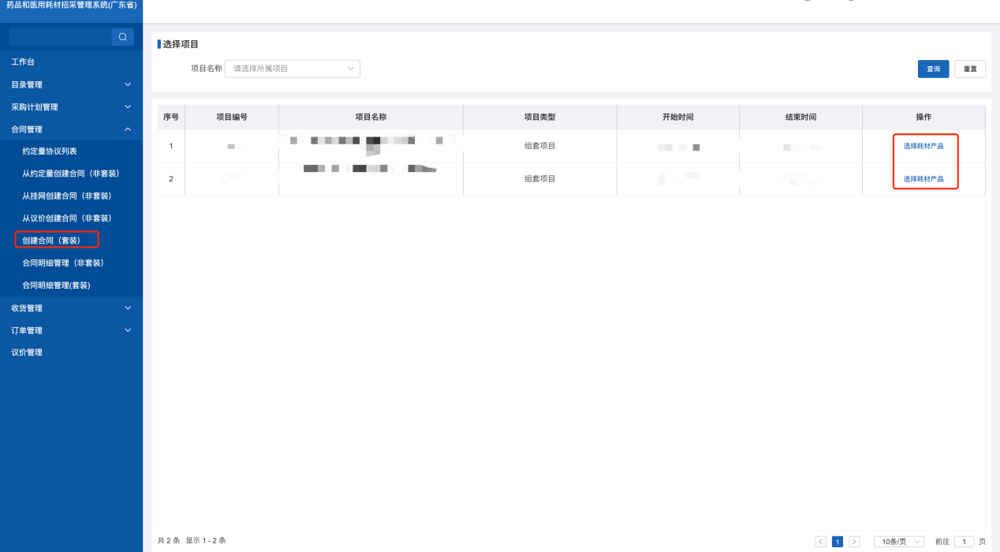 药品和医用耗材招采管理系统(广东省)
工作台
目录管理
采购计划管理
合同管理
约定量协议列表
从约定量创建合同（非套装）
从挂网创建合同（非套装）
从议价创建合同（非套装）
创建合同（套装）
合同明细管理（非套装）
合同明细管理(套装)
收货管理
订单管理
议价管理
选择项目
项目名称 请选择所属项目 查询 重置
序号 项目编号 项目名称 项目类型 开始时间 结束时间 操作
1 组套项目 选择耗材产品
2 组套项目 选择耗材产品
共 2 条 显示 1 - 2 条 1 10条/页 前往 1 页